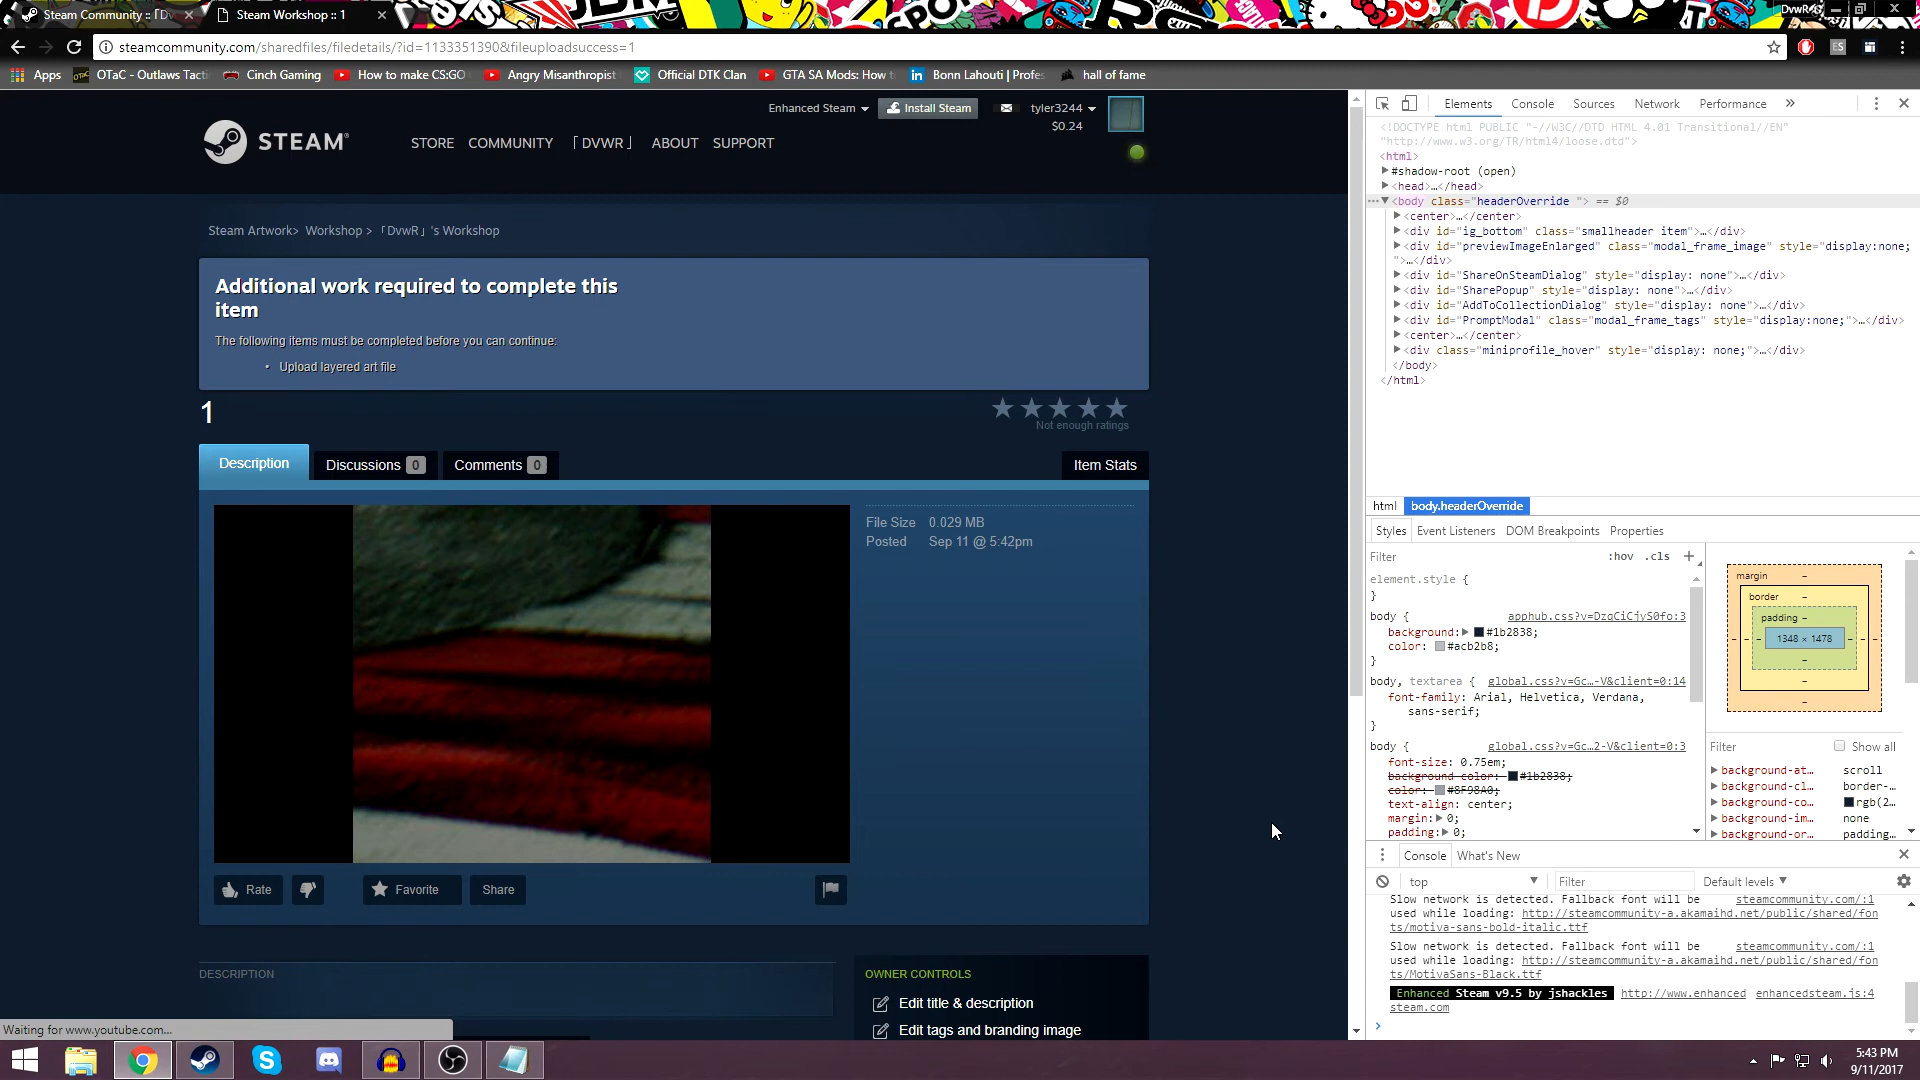 Steam Community :: 「Dv
Steam Workshop :: 1
DvwR
steamcommunity.com/sharedfiles/filedetails/?id=1133351390&fileuploadsuccess=1
Apps
OTaC - Outlaws Tacti
Cinch Gaming
How to make CS:GO
Angry Misanthropist
Official DTK Clan
GTA SA Mods: How t
Bonn Lahouti | Profes
hall of fame
Enhanced Steam
Install Steam
tyler3244
$0.24
STEAM
STORE
COMMUNITY
「DVWR」
ABOUT
SUPPORT
Steam Artwork> Workshop > 「DvwR」's Workshop
Additional work required to complete this
item
The following items must be completed before you can continue:
• Upload layered art file
1
Not enough ratings
Description
Discussions 0
Comments 0
Item Stats
File Size 0.029 MB
Posted Sep 11 @ 5:42pm
Rate
Favorite
Share
DESCRIPTION
OWNER CONTROLS
Edit title & description
Edit tags and branding image
Waiting for www.youtube.com...
Elements
Console
Sources
Network
Performance
<!DOCTYPE html PUBLIC "-//W3C//DTD HTML 4.01 Transitional//EN"
"http://www.w3.org/TR/html4/loose.dtd">
<html>
#shadow-root (open)
<head>…</head>
<body class="headerOverride "> == $0
<center>…</center>
<div id="ig_bottom" class="smallheader item">…</div>
<div id="previewImageEnlarged" class="modal_frame_image" style="display:none;
">…</div>
<div id="ShareOnSteamDialog" style="display: none">…</div>
<div id="SharePopup" style="display: none">…</div>
<div id="AddToCollectionDialog" style="display: none">…</div>
<div id="PromptModal" class="modal_frame_tags" style="display:none;">…</div>
<center>…</center>
<div class="miniprofile_hover" style="display: none;">…</div>
</body>
</html>
html
body.headerOverride
Styles
Event Listeners
DOM Breakpoints
Properties
Filter
:hov .cls +
element.style {
}
body {
apphub.css?v=DzqCiCjyS0fo:3
background: #1b2838;
color: #acb2b8;
}
body, textarea {
global.css?v=Gc…-V&client=0:14
font-family: Arial, Helvetica, Verdana,
sans-serif;
}
body {
global.css?v=Gc…2-V&client=0:3
font-size: 0.75em;
background-color: #1b2838;
color: #8F98A0;
text-align: center;
margin: 0;
padding: 0;
margin –
border –
padding –
1348 × 1478
Filter
Show all
background-at… scroll
background-cl… border-…
background-co… rgb(2…
background-im… none
background-or… padding…
Console
What's New
top
Filter
Default levels
Slow network is detected. Fallback font will be steamcommunity.com/:1
used while loading: http://steamcommunity-a.akamaihd.net/public/shared/fon
ts/motiva-sans-bold-italic.ttf
Slow network is detected. Fallback font will be steamcommunity.com/:1
used while loading: http://steamcommunity-a.akamaihd.net/public/shared/fon
ts/MotivaSans-Black.ttf
Enhanced Steam v9.5 by jshackles http://www.enhanced enhancedsteam.js:4
steam.com
5:43 PM
9/11/2017